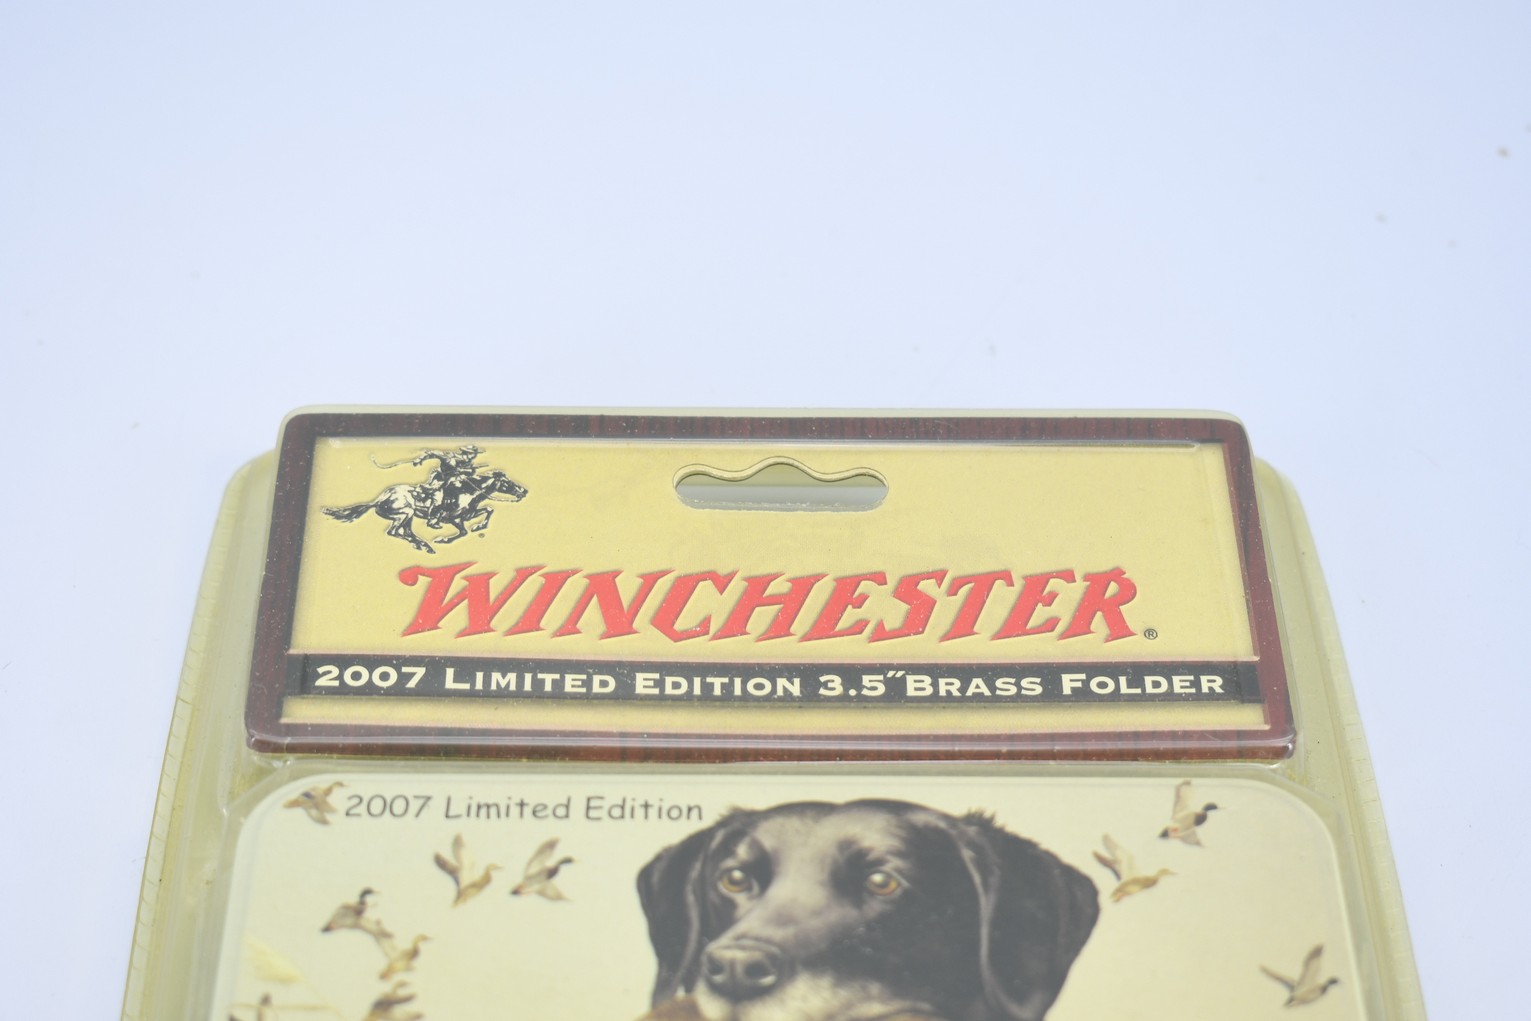 WINCHESTER®
2007 LIMITED EDITION 3.5″ BRASS FOLDER
2007 Limited Edition